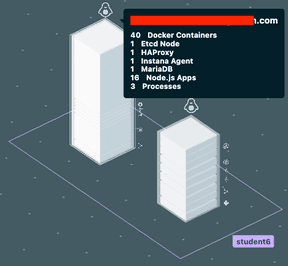 .com
40 Docker Containers
1 Etcd Node
1 HAProxy
1 Instana Agent
1 MariaDB
16 Node.js Apps
3 Processes
student6